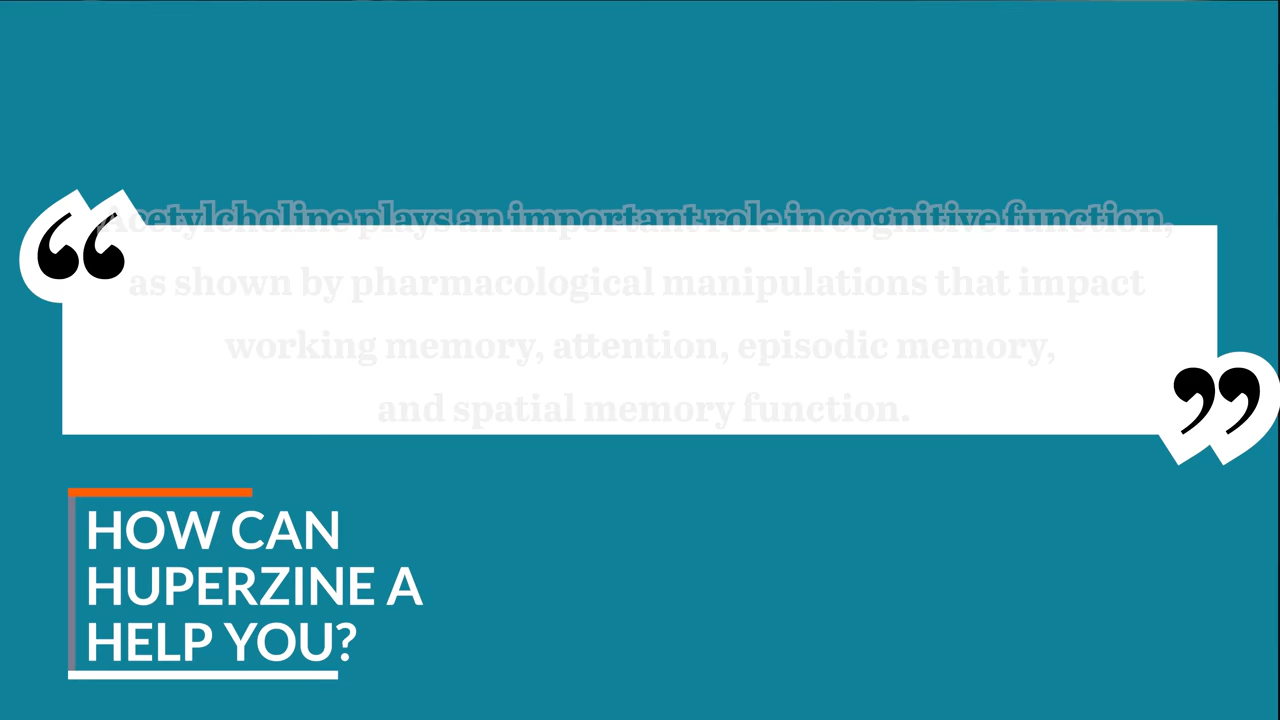 “
Acetylcholine plays an important role in cognitive function,
as shown by pharmacological manipulations that impact
working memory, attention, episodic memory,
and spatial memory function.
”
HOW CAN
HUPERZINE A
HELP YOU?